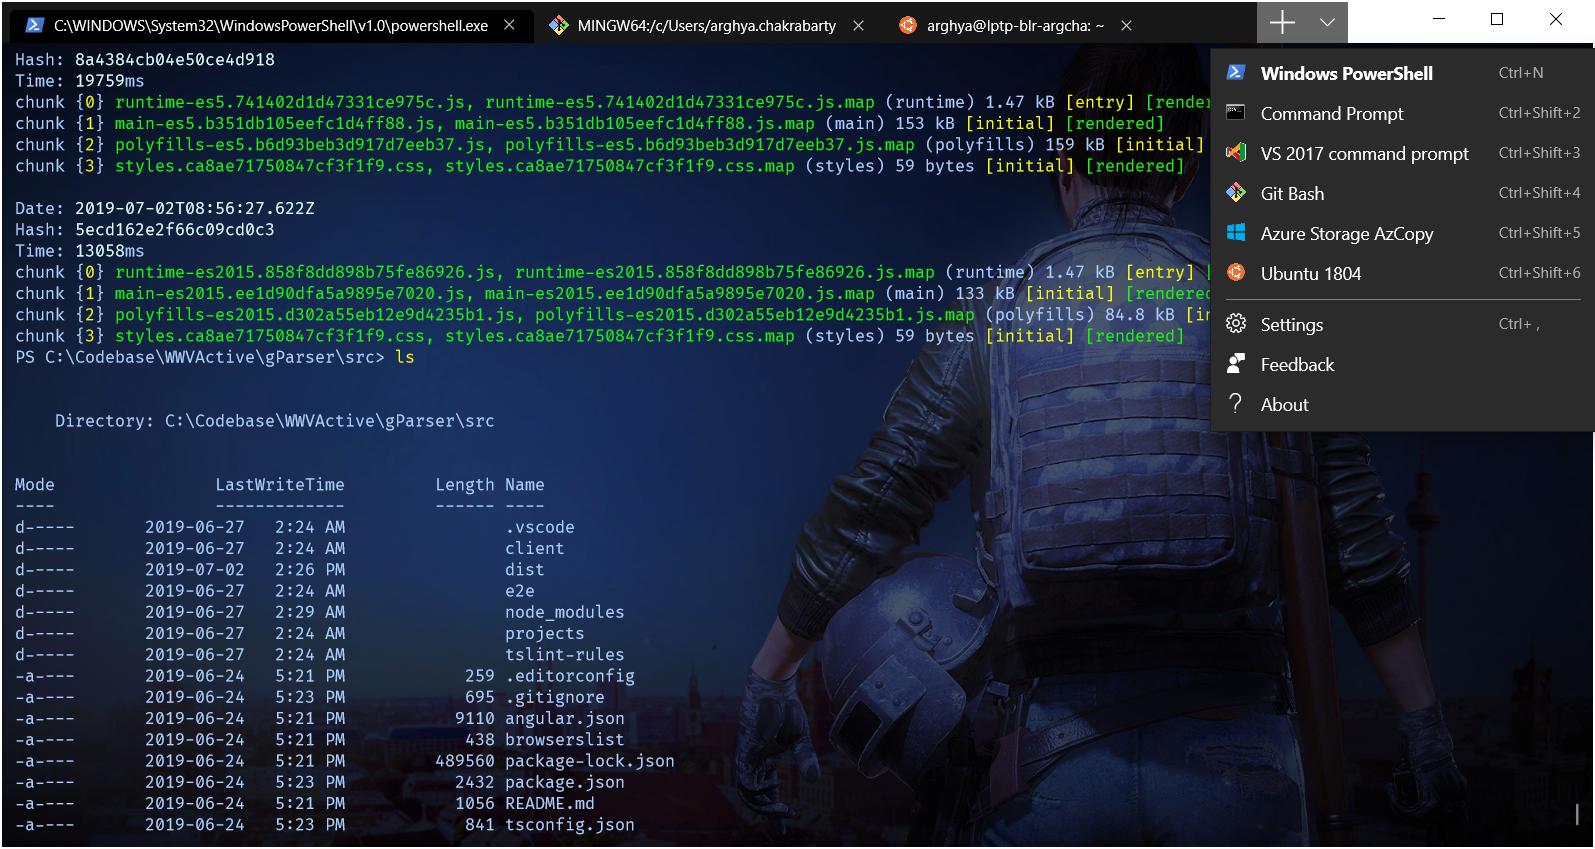 C:\WINDOWS\System32\WindowsPowerShell\v1.0\powershell.exe
MINGW64:/c/Users/arghya.chakrabarty
arghya@lptp-blr-argcha: ~
Hash: 8a4384cb04e50ce4d918
Time: 19759ms
chunk {0} runtime-es5.741402d1d47331ce975c.js, runtime-es5.741402d1d47331ce975c.js.map (runtime) 1.47 kB [entry] [render
chunk {1} main-es5.b351db105eefc1d4ff88.js, main-es5.b351db105eefc1d4ff88.js.map (main) 153 kB [initial] [rendered]
chunk {2} polyfills-es5.b6d93beb3d917d7eeb37.js, polyfills-es5.b6d93beb3d917d7eeb37.js.map (polyfills) 159 kB [initial]
chunk {3} styles.ca8ae71750847cf3f1f9.css, styles.ca8ae71750847cf3f1f9.css.map (styles) 59 bytes [initial] [rendered]
Date: 2019-07-02T08:56:27.622Z
Hash: 5ecd162e2f66c09cd0c3
Time: 13058ms
chunk {0} runtime-es2015.858f8dd898b75fe86926.js, runtime-es2015.858f8dd898b75fe86926.js.map (runtime) 1.47 kB [entry] [
chunk {1} main-es2015.ee1d90dfa5a9895e7020.js, main-es2015.ee1d90dfa5a9895e7020.js.map (main) 133 kB [initial] [rendered
chunk {2} polyfills-es2015.d302a55eb12e9d4235b1.js, polyfills-es2015.d302a55eb12e9d4235b1.js.map (polyfills) 84.8 kB [in
chunk {3} styles.ca8ae71750847cf3f1f9.css, styles.ca8ae71750847cf3f1f9.css.map (styles) 59 bytes [initial] [rendered]
PS C:\Codebase\WWVActive\gParser\src> ls
Directory: C:\Codebase\WWVActive\gParser\src
Mode LastWriteTime Length Name
---- ------------- ------ ----
d----- 2019-06-27 2:24 AM .vscode
d----- 2019-06-27 2:24 AM client
d----- 2019-07-02 2:26 PM dist
d----- 2019-06-27 2:24 AM e2e
d----- 2019-06-27 2:29 AM node_modules
d----- 2019-06-27 2:24 AM projects
d----- 2019-06-27 2:24 AM tslint-rules
-a---- 2019-06-24 5:21 PM 259 .editorconfig
-a---- 2019-06-24 5:23 PM 695 .gitignore
-a---- 2019-06-24 5:21 PM 9110 angular.json
-a---- 2019-06-24 5:21 PM 438 browserslist
-a---- 2019-06-24 5:21 PM 489560 package-lock.json
-a---- 2019-06-24 5:23 PM 2432 package.json
-a---- 2019-06-24 5:21 PM 1056 README.md
-a---- 2019-06-24 5:23 PM 841 tsconfig.json
Windows PowerShell Ctrl+N
Command Prompt Ctrl+Shift+2
VS 2017 command prompt Ctrl+Shift+3
Git Bash Ctrl+Shift+4
Azure Storage AzCopy Ctrl+Shift+5
Ubuntu 1804 Ctrl+Shift+6
Settings Ctrl+ ,
Feedback
About